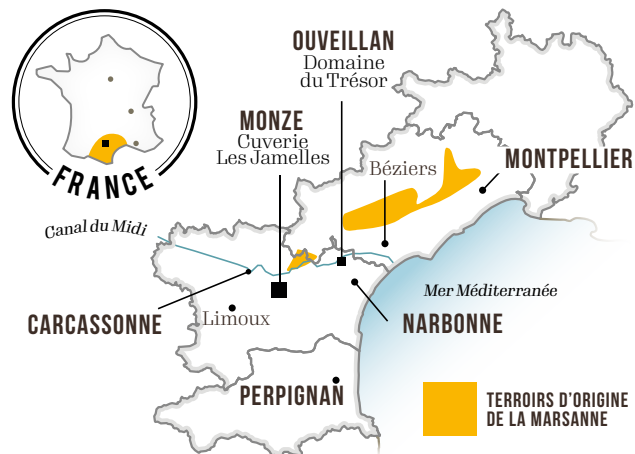 FRANCE
OUVEILLAN
Domaine
du Trésor
MONZE
Cuverie
Les Jamelles
Béziers
MONTPELLIER
Canal du Midi
Mer Méditerranée
CARCASSONNE
Limoux
NARBONNE
PERPIGNAN
TERROIRS D'ORIGINE
DE LA MARSANNE